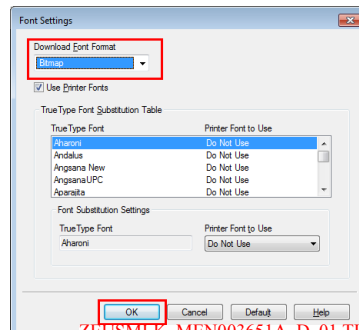 Font Settings
Download Font Format
Bitmap
Use Printer Fonts
TrueType Font Substitution Table
TrueType Font Printer Font to Use
Aharoni Do Not Use
Andalus Do Not Use
Angsana New Do Not Use
AngsanaUPC Do Not Use
Aparajita Do Not Use
Font Substitution Settings
TrueType Font Printer Font to Use
Aharoni Do Not Use
OK Cancel Default Help